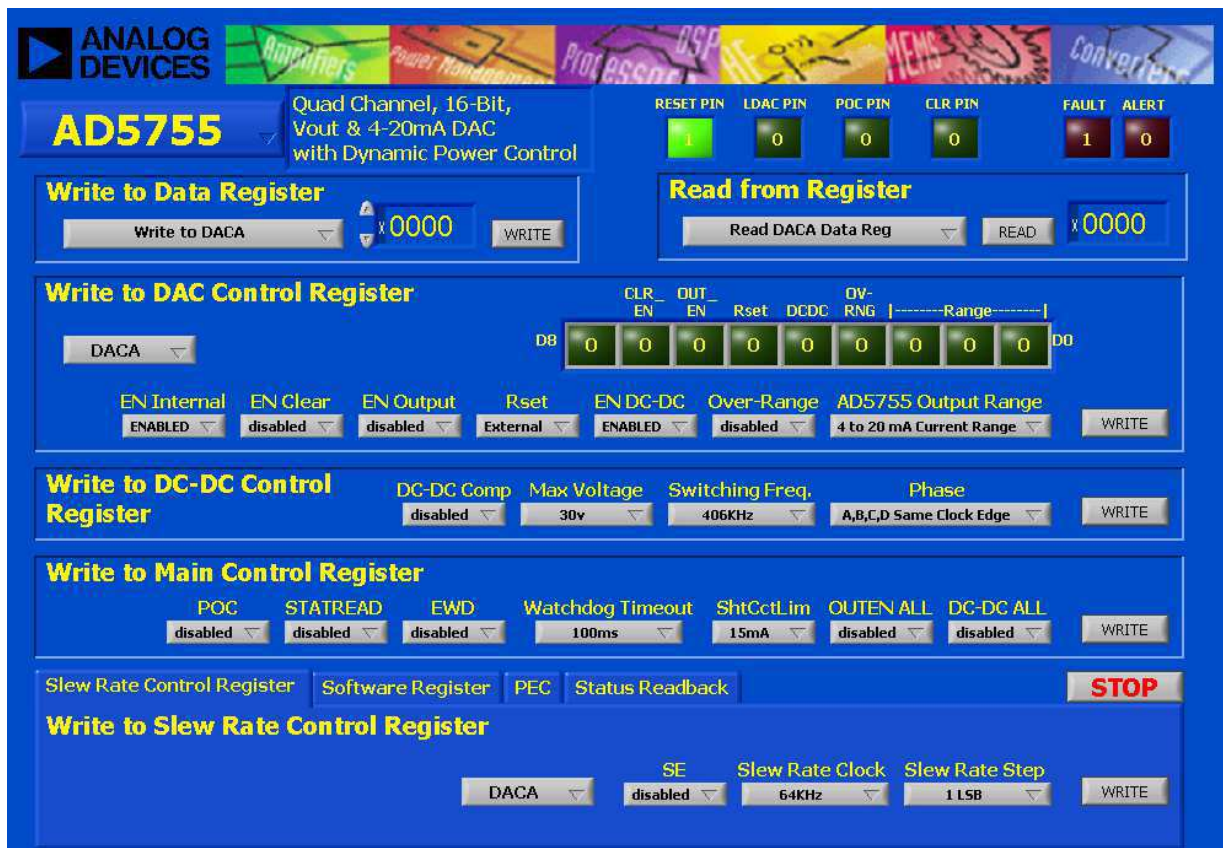 ANALOG
DEVICES
Amplifiers Power Management Processors DSP RF MEMS Converters
AD5755
Quad Channel, 16-Bit,
Vout & 4-20mA DAC
with Dynamic Power Control
RESET PIN LDAC PIN POC PIN CLR PIN FAULT ALERT
1 0 0 0 1 0
Write to Data Register
Write to DACA x 0000 WRITE
Read from Register
Read DACA Data Reg READ x 0000
Write to DAC Control Register
CLR_ OUT_ OV-
EN EN Rset DCDC RNG |--------Range--------|
DACA D8 0 0 0 0 0 0 0 0 0 D0
EN Internal EN Clear EN Output Rset EN DC-DC Over-Range AD5755 Output Range
ENABLED disabled disabled External ENABLED disabled 4 to 20 mA Current Range WRITE
Write to DC-DC Control
Register
DC-DC Comp Max Voltage Switching Freq. Phase
disabled 30v 406KHz A,B,C,D Same Clock Edge WRITE
Write to Main Control Register
POC STATREAD EWD Watchdog Timeout ShtCctLim OUTEN ALL DC-DC ALL
disabled disabled disabled 100ms 15mA disabled disabled WRITE
Slew Rate Control Register Software Register PEC Status Readback STOP
Write to Slew Rate Control Register
SE Slew Rate Clock Slew Rate Step
DACA disabled 64KHz 1 LSB WRITE